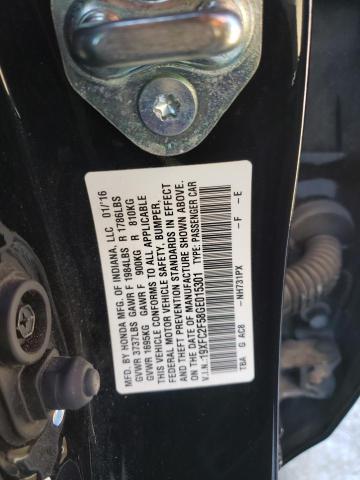 MFD. BY HONDA MFG. OF INDIANA, LLC 01/16
GVWR 3737LBS GAWR F 1984LBS R 1786LBS
GVWR 1695KG GAWR F 900KG R 810KG
THIS VEHICLE CONFORMS TO ALL APPLICABLE
FEDERAL MOTOR VEHICLE SAFETY, BUMPER,
AND THEFT PREVENTION STANDARDS IN EFFECT
ON THE DATE OF MANUFACTURE SHOWN ABOVE.
V.I.N.:19XFC2F58GE015301 TYPE: PASSENGER CAR
- NH731PX - F - E
TBA G AC8